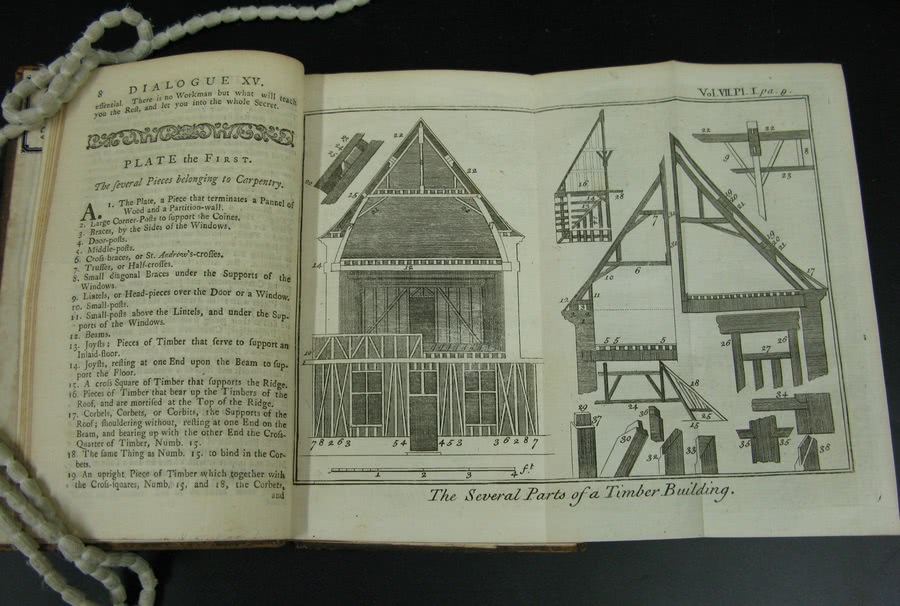 8 DIALOGUE XV.
eſſential. There is no Workman but what will teach
you the Reſt, and let you into the whole Secret.
PLATE the FIRST.
The ſeveral Pieces belonging to Carpentry.
A. 1. The Plate, a Piece that terminates a Pannel of
Wood and a Partition-wall.
2. Large Corner-Poſts to ſupport the Coines.
3. Braces, by the Sides of the Windows.
4. Door-poſts.
5. Middle-poſts.
6. Croſs-braces, or St. Andrew's-croſſes.
7. Truſſes, or Half-croſſes.
8. Small diagonal Braces under the Supports of the
Windows.
9. Lintels, or Head-pieces over the Door or a Window.
10. Small-poſts.
11. Small-poſts above the Lintels, and under the Sup-
ports of the Windows.
12. Beams.
13. Joyſts; Pieces of Timber that ſerve to ſupport an
Inlaid-floor.
14. Joyſts, reſting at one End upon the Beam to ſup-
port the Floor.
15. A croſs Square of Timber that ſupports the Ridge.
16. Pieces of Timber that bear up the Timbers of the
Roof, and are mortiſed at the Top of the Ridge.
17. Corbels, Corbets, or Corbits, the Supports of the
Roof; ſhouldering without, reſting at one End on the
Beam, and bearing up with the other End the Croſs-
Quarter of Timber, Numb. 15.
18. The ſame Thing as Numb. 15. to bind in the Cor-
bets.
19. An upright Piece of Timber which together with
the Croſs-ſquares, Numb. 15, and 18, the Corbets,
and
Vol. VII. Pl. I. pa. 9.
22
22
25
14
12
10
7 8 2 6 3 5 4 4 5 3 3 6 2 8 7
1 2 3 4 f.t
16
28
22 22
9
8
23
7
6
12
11
5 5 5
31
19
30
21
19
20
21
17
18
24
15
25
26
26
27
29
37
30
36
32
33
34
35
35
38
The Several Parts of a Timber Building.